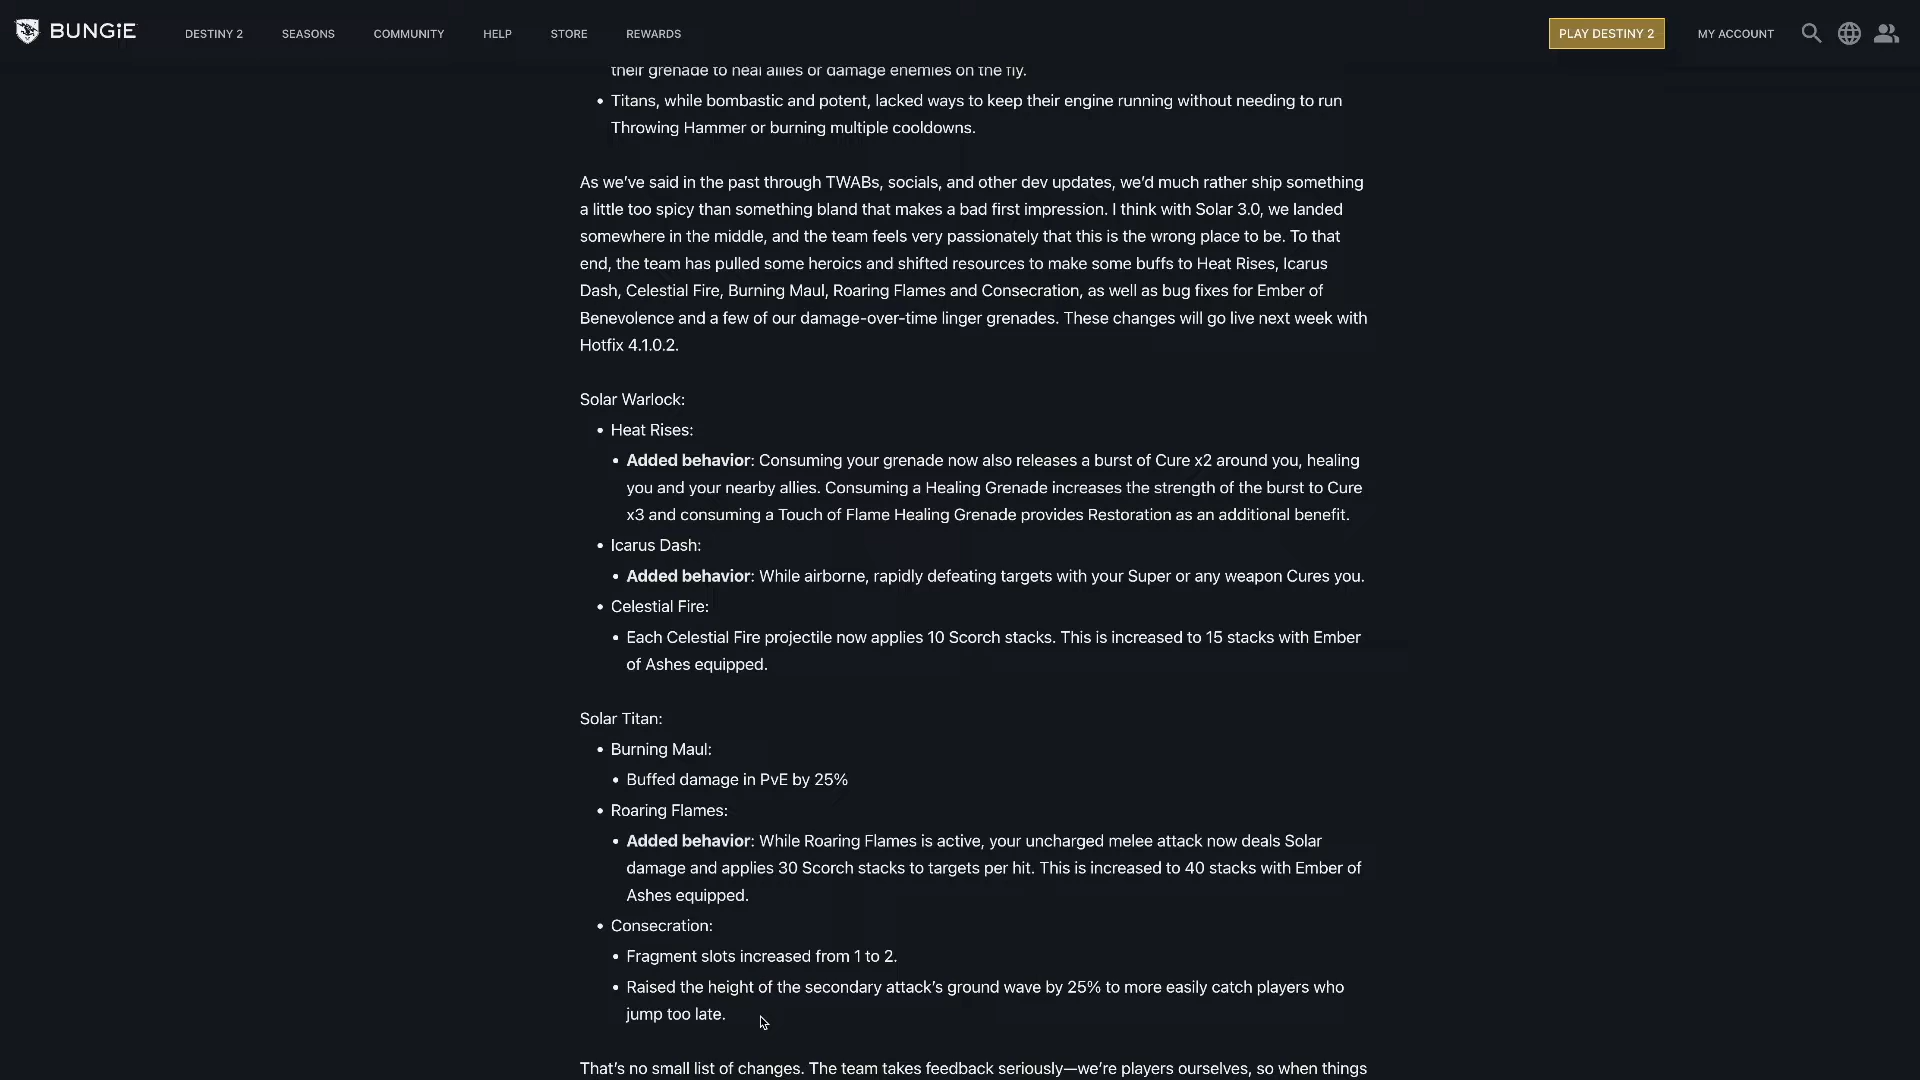 BUNGiE
DESTINY 2
SEASONS
COMMUNITY
HELP
STORE
REWARDS
PLAY DESTINY 2
MY ACCOUNT
their grenade to heal allies or damage enemies on the fly.
• Titans, while bombastic and potent, lacked ways to keep their engine running without needing to run
Throwing Hammer or burning multiple cooldowns.
As we’ve said in the past through TWABs, socials, and other dev updates, we’d much rather ship something
a little too spicy than something bland that makes a bad first impression. I think with Solar 3.0, we landed
somewhere in the middle, and the team feels very passionately that this is the wrong place to be. To that
end, the team has pulled some heroics and shifted resources to make some buffs to Heat Rises, Icarus
Dash, Celestial Fire, Burning Maul, Roaring Flames and Consecration, as well as bug fixes for Ember of
Benevolence and a few of our damage-over-time linger grenades. These changes will go live next week with
Hotfix 4.1.0.2.
Solar Warlock:
• Heat Rises:
• Added behavior: Consuming your grenade now also releases a burst of Cure x2 around you, healing
you and your nearby allies. Consuming a Healing Grenade increases the strength of the burst to Cure
x3 and consuming a Touch of Flame Healing Grenade provides Restoration as an additional benefit.
• Icarus Dash:
• Added behavior: While airborne, rapidly defeating targets with your Super or any weapon Cures you.
• Celestial Fire:
• Each Celestial Fire projectile now applies 10 Scorch stacks. This is increased to 15 stacks with Ember
of Ashes equipped.
Solar Titan:
• Burning Maul:
• Buffed damage in PvE by 25%
• Roaring Flames:
• Added behavior: While Roaring Flames is active, your uncharged melee attack now deals Solar
damage and applies 30 Scorch stacks to targets per hit. This is increased to 40 stacks with Ember of
Ashes equipped.
• Consecration:
• Fragment slots increased from 1 to 2.
• Raised the height of the secondary attack’s ground wave by 25% to more easily catch players who
jump too late.
That’s no small list of changes. The team takes feedback seriously—we’re players ourselves, so when things